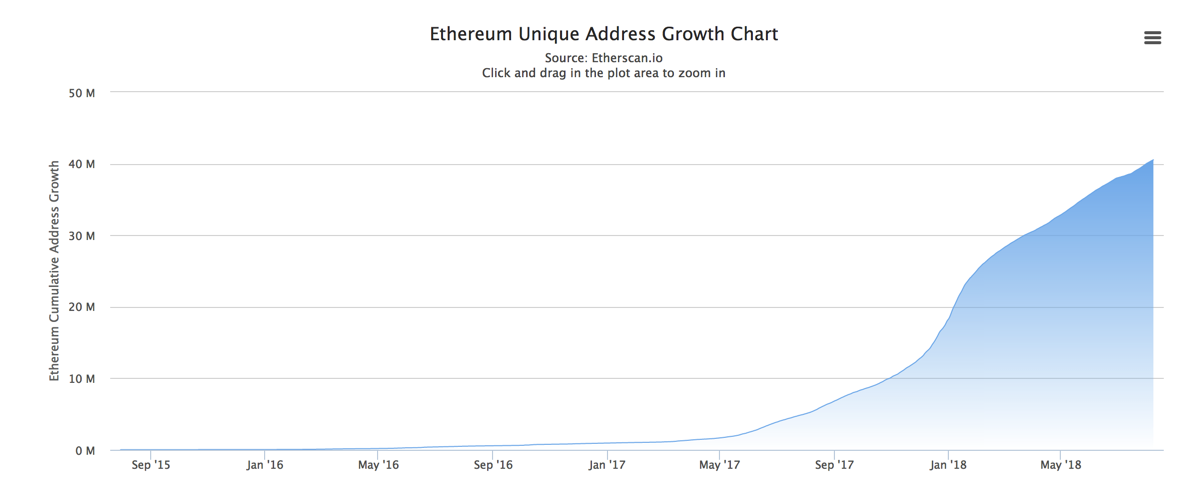 Ethereum Unique Address Growth Chart
Source: Etherscan.io
Click and drag in the plot area to zoom in
Ethereum Cumulative Address Growth
50 M
40 M
30 M
20 M
10 M
0 M
Sep '15 Jan '16 May '16 Sep '16 Jan '17 May '17 Sep '17 Jan '18 May '18